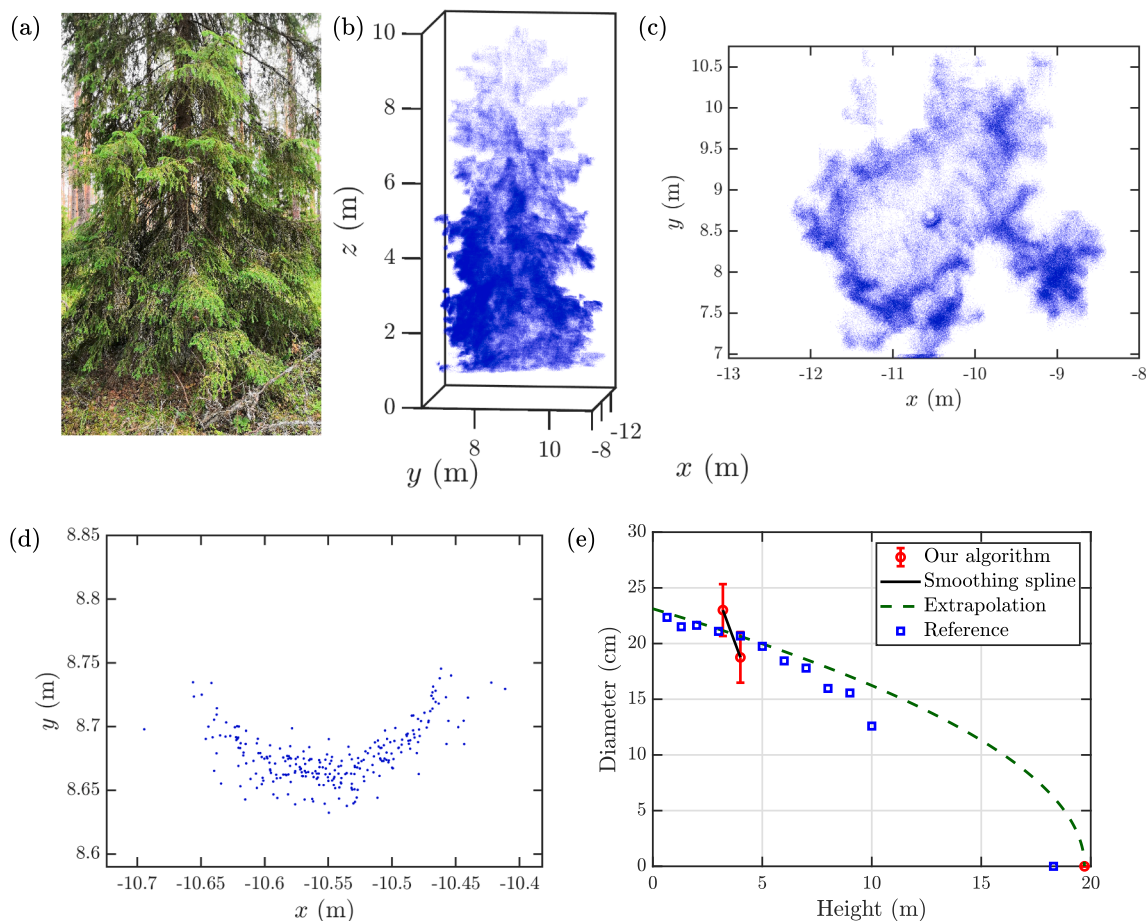 (a)
(b)
(c)
10
8
6
4
2
0
z (m)
8
10
-8
-12
y (m)
x (m)
10.5
10
9.5
9
8.5
8
7.5
7
y (m)
-13
-12
-11
-10
-9
-8
x (m)
(d)
8.85
8.8
8.75
8.7
8.65
8.6
y (m)
-10.7
-10.65
-10.6
-10.55
-10.5
-10.45
-10.4
x (m)
(e)
30
25
20
15
10
5
0
Diameter (cm)
Our algorithm
Smoothing spline
Extrapolation
Reference
0
5
10
15
20
Height (m)